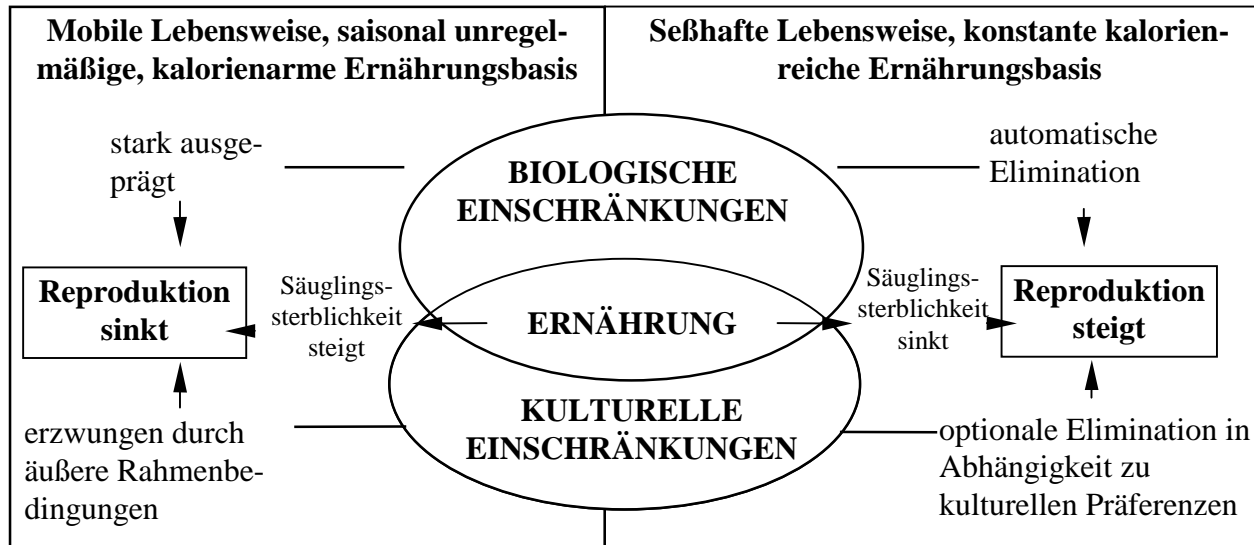 Mobile Lebensweise, saisonal unregel-
mäßige, kalorienarme Ernährungsbasis
Seßhafte Lebensweise, konstante kalorien-
reiche Ernährungsbasis
stark ausge-
prägt
BIOLOGISCHE
EINSCHRÄNKUNGEN
automatische
Elimination
Reproduktion
sinkt
Säuglings-
sterblichkeit
steigt
ERNÄHRUNG
Säuglings-
sterblichkeit
sinkt
Reproduktion
steigt
erzwungen durch
äußere Rahmenbe-
dingungen
KULTURELLE
EINSCHRÄNKUNGEN
optionale Elimination in
Abhängigkeit zu
kulturellen Präferenzen